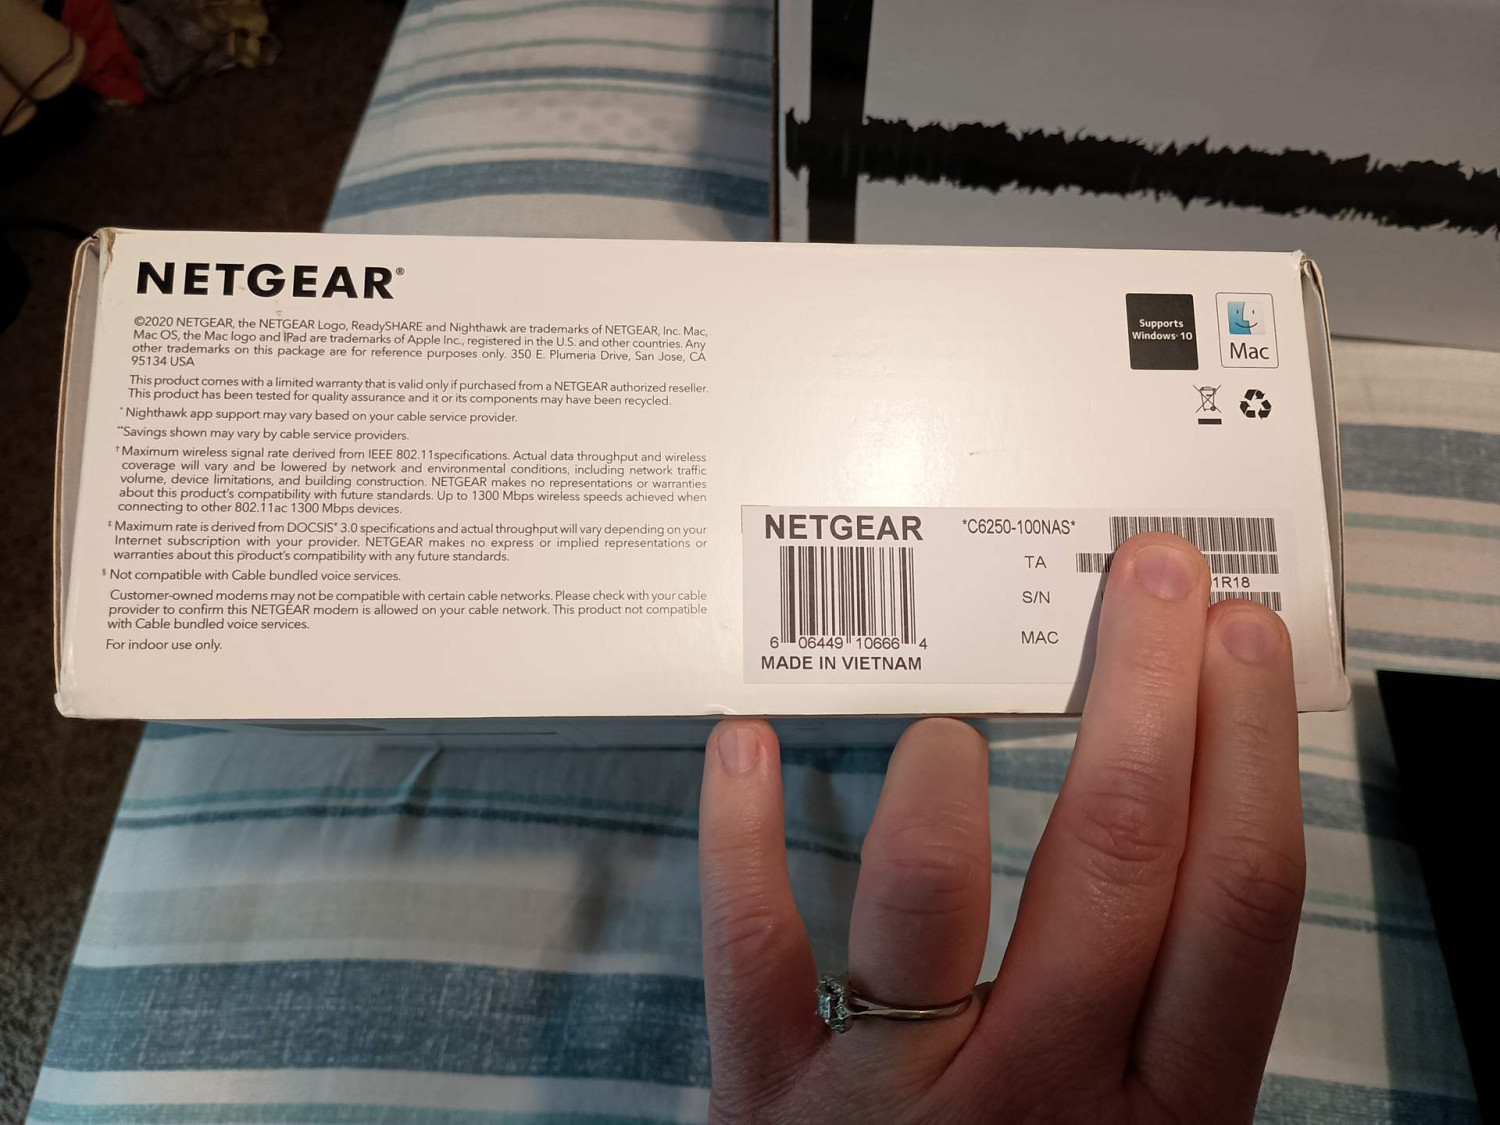 NETGEAR®
©2020 NETGEAR, the NETGEAR Logo, ReadySHARE and Nighthawk are trademarks of NETGEAR, Inc. Mac,
Mac OS, the Mac logo and iPad are trademarks of Apple Inc., registered in the U.S. and other countries. Any
other trademarks on this package are for reference purposes only. 350 E. Plumeria Drive, San Jose, CA
95134 USA
This product comes with a limited warranty that is valid only if purchased from a NETGEAR authorized reseller.
This product has been tested for quality assurance and it or its components may have been recycled.
*Nighthawk app support may vary based on your cable service provider.
**Savings shown may vary by cable service providers.
†Maximum wireless signal rate derived from IEEE 802.11specifications. Actual data throughput and wireless
coverage will vary and be lowered by network and environmental conditions, including network traffic
volume, device limitations, and building construction. NETGEAR makes no representations or warranties
about this product's compatibility with future standards. Up to 1300 Mbps wireless speeds achieved when
connecting to other 802.11ac 1300 Mbps devices.
‡Maximum rate is derived from DOCSIS® 3.0 specifications and actual throughput will vary depending on your
Internet subscription with your provider. NETGEAR makes no express or implied representations or
warranties about this product's compatibility with any future standards.
§ Not compatible with Cable bundled voice services.
Customer-owned modems may not be compatible with certain cable networks. Please check with your cable
provider to confirm this NETGEAR modem is allowed on your cable network. This product not compatible
with Cable bundled voice services.
For indoor use only.
Supports
Windows 10
Mac
NETGEAR
*C6250-100NAS*
TA
1R18
S/N
MAC
6 06449 10666 4
MADE IN VIETNAM